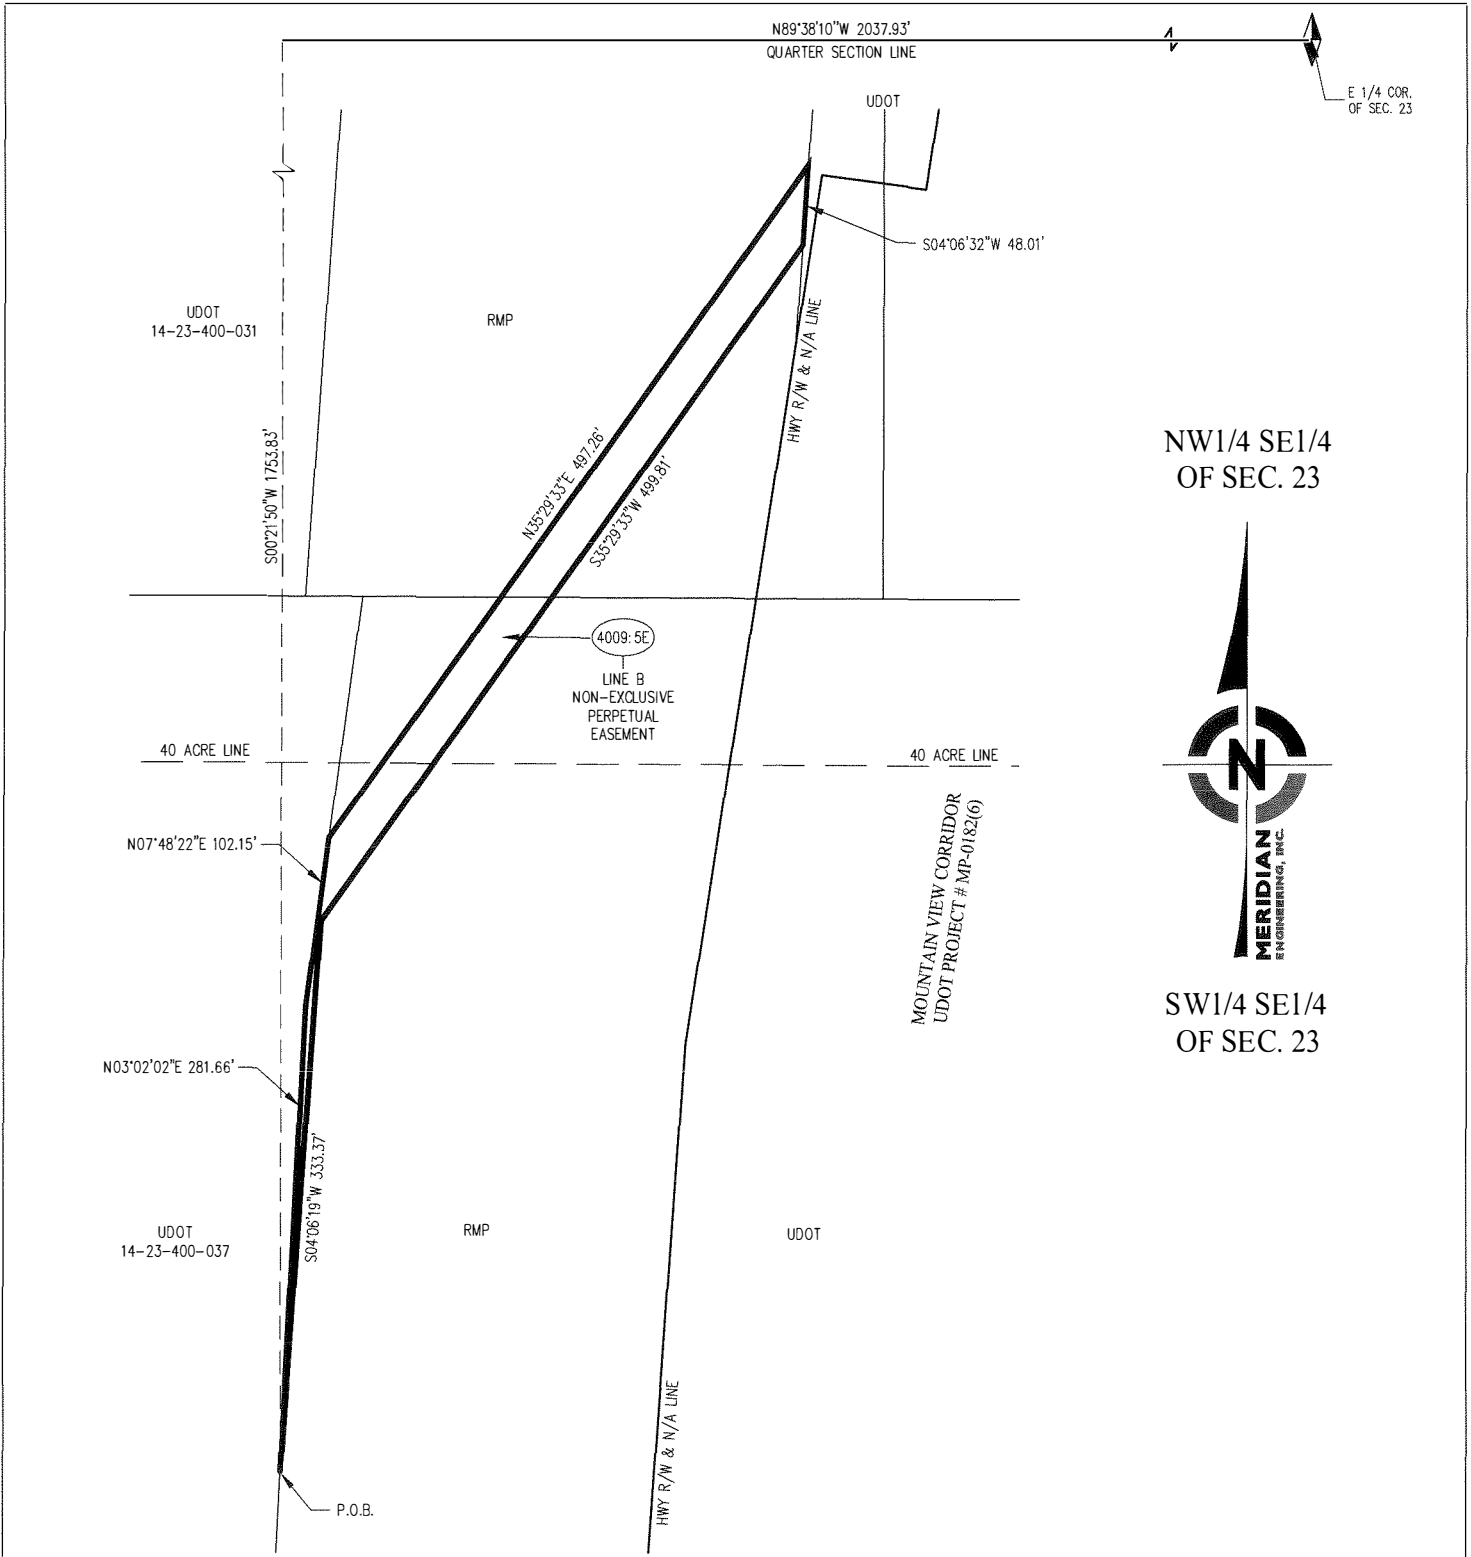 N89°38'10"W 2037.93'
QUARTER SECTION LINE
E 1/4 COR.
OF SEC. 23
UDOT
S04°06'32"W 48.01'
UDOT
14-23-400-031
RMP
HWY R/W & N/A LINE
S00°21'50"W 1753.83'
N35°29'33"E 497.26'
S35°29'33"W 499.81'
NW1/4 SE1/4
OF SEC. 23
4009:5E
LINE B
NON-EXCLUSIVE
PERPETUAL
EASEMENT
40 ACRE LINE
40 ACRE LINE
N
MERIDIAN
ENGINEERING, INC.
N07°48'22"E 102.15'
MOUNTAIN VIEW CORRIDOR
UDOT PROJECT # MP-0182(6)
SW1/4 SE1/4
OF SEC. 23
N03°02'02"E 281.66'
S04°06'19"W 333.37'
UDOT
14-23-400-037
RMP
UDOT
HWY R/W & N/A LINE
P.O.B.